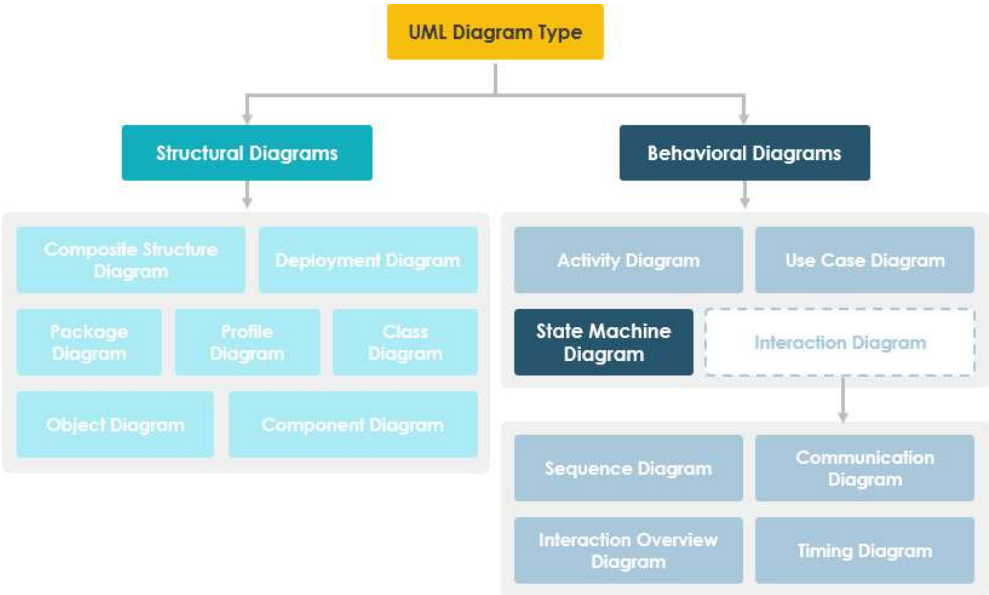 UML Diagram Type
Structural Diagrams
Behavioral Diagrams
Composite Structure
Diagram
Deployment Diagram
Package
Diagram
Profile
Diagram
Class
Diagram
Object Diagram
Component Diagram
Activity Diagram
Use Case Diagram
State Machine
Diagram
Interaction Diagram
Sequence Diagram
Communication
Diagram
Interaction Overview
Diagram
Timing Diagram